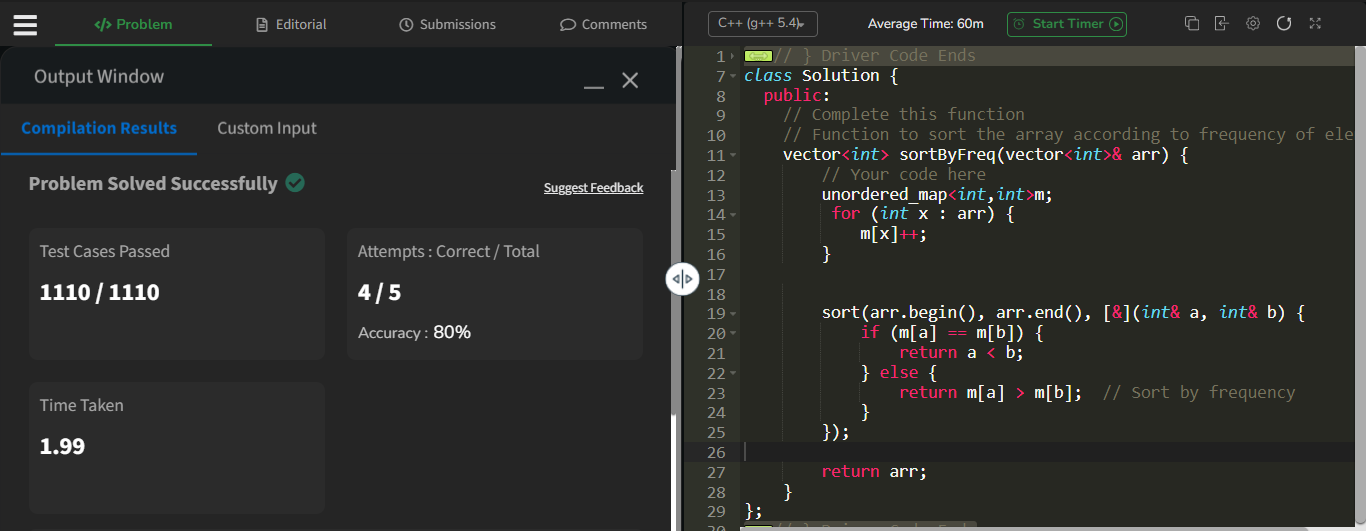 Problem
Editorial
Submissions
Comments
Output Window
Compilation Results
Custom Input
Problem Solved Successfully
Suggest Feedback
Test Cases Passed
1110 / 1110
Attempts : Correct / Total
4 / 5
Accuracy : 80%
Time Taken
1.99
C++ (g++ 5.4)
Average Time: 60m
Start Timer
1 // } Driver Code Ends
7 class Solution {
8 public:
9 // Complete this function
10 // Function to sort the array according to frequency of ele
11 vector<int> sortByFreq(vector<int>& arr) {
12 // Your code here
13 unordered_map<int,int>m;
14 for (int x : arr) {
15 m[x]++;
16 }
17
18
19 sort(arr.begin(), arr.end(), [&](int& a, int& b) {
20 if (m[a] == m[b]) {
21 return a < b;
22 } else {
23 return m[a] > m[b];  // Sort by frequency
24 }
25 });
26
27 return arr;
28 }
29 };
30 // } Driver Code Ends